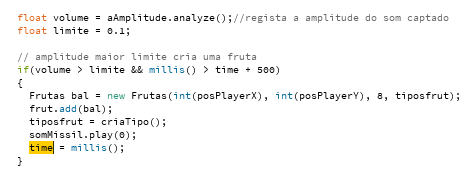 float volume = aAmplitude.analyze();//regista a amplitude do som captado
float limite = 0.1;
// amplitude maior limite cria uma fruta
if(volume > limite && millis() > time + 500)
{
Frutas bal = new Frutas(int(posPlayerX), int(posPlayerY), 8, tiposfrut);
frut.add(bal);
tiposfrut = criaTipo();
somMissil.play(0);
time = millis();
}